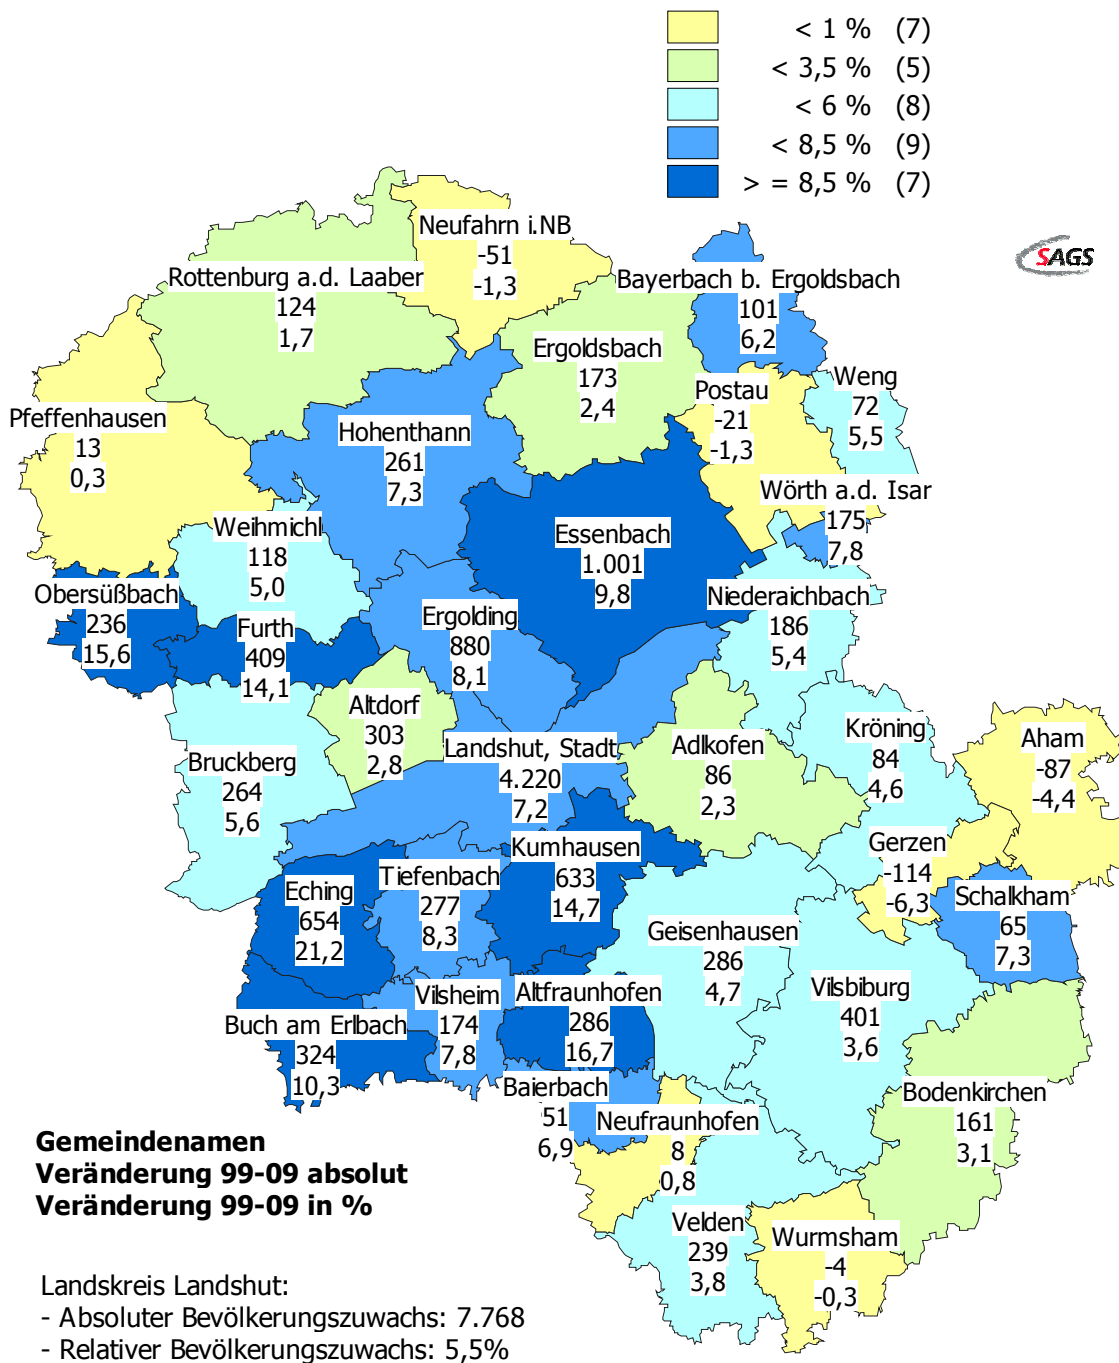 < 1 % (7)
< 3,5 % (5)
< 6 % (8)
< 8,5 % (9)
> = 8,5 % (7)
SAGS
Neufahrn i.NB
-51
-1,3
Rottenburg a.d. Laaber
124
1,7
Bayerbach b. Ergoldsbach
101
6,2
Ergoldsbach
173
2,4
Postau
-21
-1,3
Weng
72
5,5
Pfeffenhausen
13
0,3
Hohenthann
261
7,3
Wörth a.d. Isar
175
7,8
Weihmichl
118
5,0
Essenbach
1.001
9,8
Obersüßbach
236
15,6
Furth
409
14,1
Ergolding
880
8,1
Niederaichbach
186
5,4
Altdorf
303
2,8
Kröning
84
4,6
Aham
-87
-4,4
Bruckberg
264
5,6
Landshut, Stadt
4.220
7,2
Adlkofen
86
2,3
Gerzen
-114
-6,3
Kumhausen
633
14,7
Tiefenbach
277
8,3
Eching
654
21,2
Schalkham
65
7,3
Geisenhausen
286
4,7
Vilsbiburg
401
3,6
Vilsheim
174
7,8
Altfraunhofen
286
16,7
Buch am Erlbach
324
10,3
Baierbach
51
6,9
Neufraunhofen
8
0,8
Bodenkirchen
161
3,1
Velden
239
3,8
Wurmsham
-4
-0,3
Gemeindenamen
Veränderung 99-09 absolut
Veränderung 99-09 in %
Landskreis Landshut:
- Absoluter Bevölkerungszuwachs: 7.768
- Relativer Bevölkerungszuwachs: 5,5%